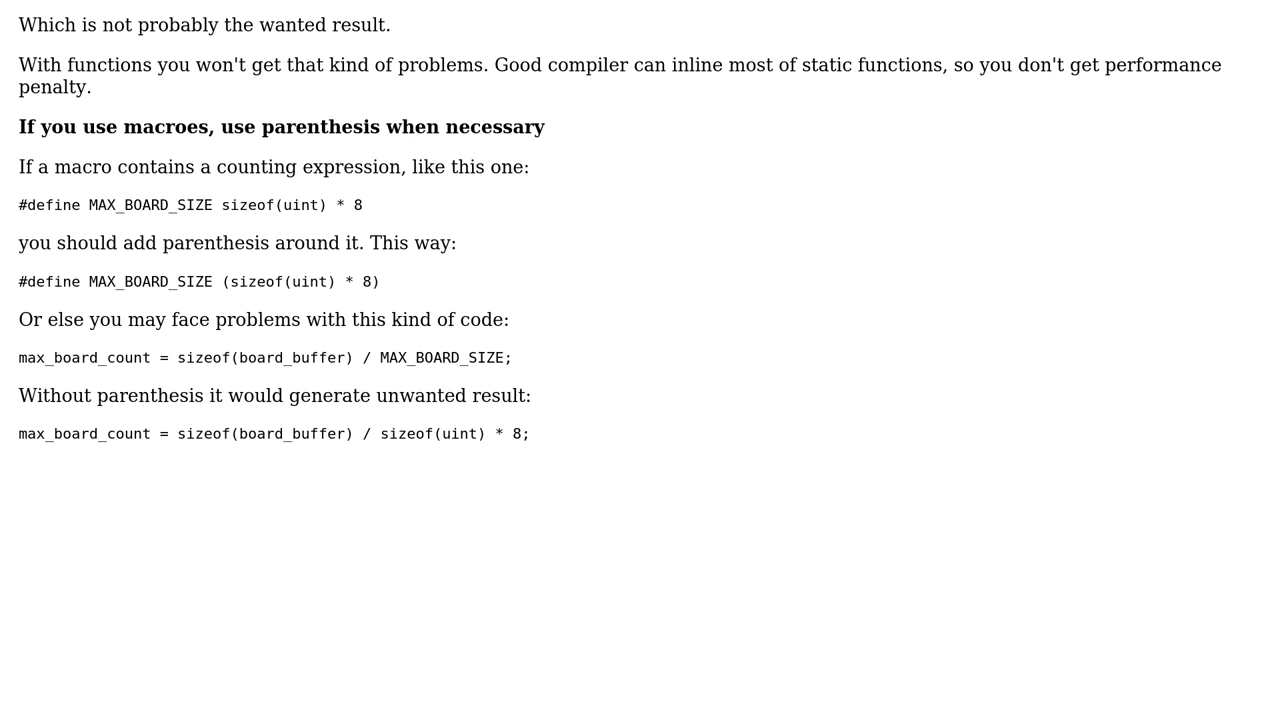 Which is not probably the wanted result.
With functions you won't get that kind of problems. Good compiler can inline most of static functions, so you don't get performance
penalty.
If you use macroes, use parenthesis when necessary
If a macro contains a counting expression, like this one:
#define MAX_BOARD_SIZE sizeof(uint) * 8
you should add parenthesis around it. This way:
#define MAX_BOARD_SIZE (sizeof(uint) * 8)
Or else you may face problems with this kind of code:
max_board_count = sizeof(board_buffer) / MAX_BOARD_SIZE;
Without parenthesis it would generate unwanted result:
max_board_count = sizeof(board_buffer) / sizeof(uint) * 8;